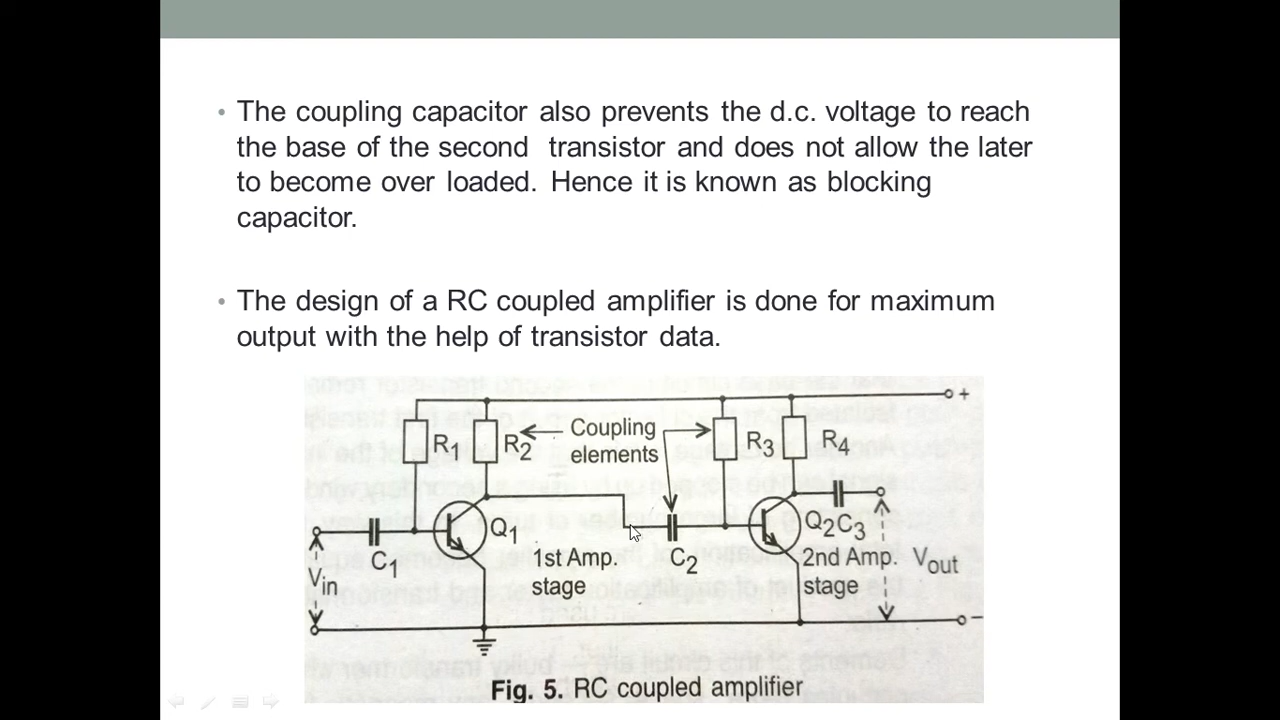 • The coupling capacitor also prevents the d.c. voltage to reach
the base of the second transistor and does not allow the later
to become over loaded. Hence it is known as blocking
capacitor.
• The design of a RC coupled amplifier is done for maximum
output with the help of transistor data.
+
R1 R2 Coupling elements R3 R4
Q1 Q2 C3
C1 1st Amp. stage C2 2nd Amp. stage Vout
Vin
−
Fig. 5. RC coupled amplifier